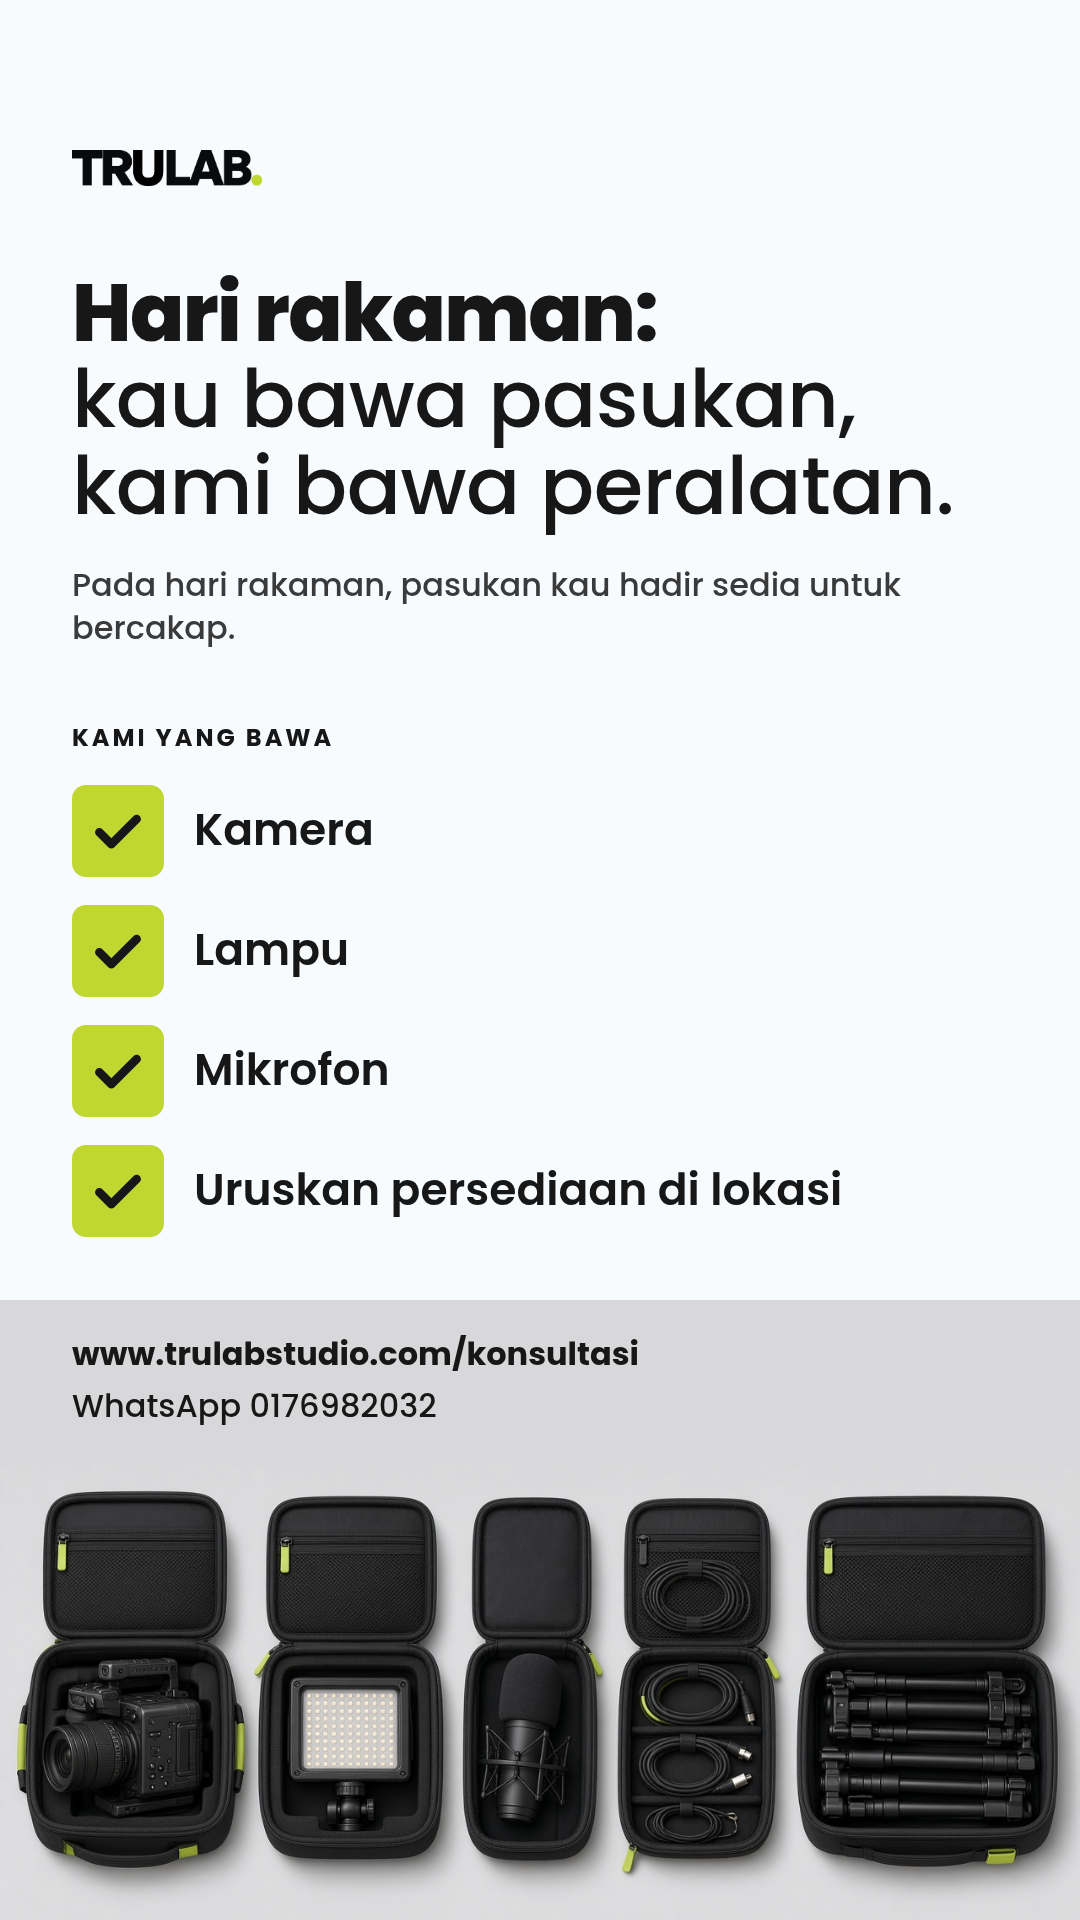 TRULAB.
Hari rakaman:
kau bawa pasukan,
kami bawa peralatan.
Pada hari rakaman, pasukan kau hadir sedia untuk
bercakap.
KAMI YANG BAWA
Kamera
Lampu
Mikrofon
Uruskan persediaan di lokasi
www.trulabstudio.com/konsultasi
WhatsApp 0176982032